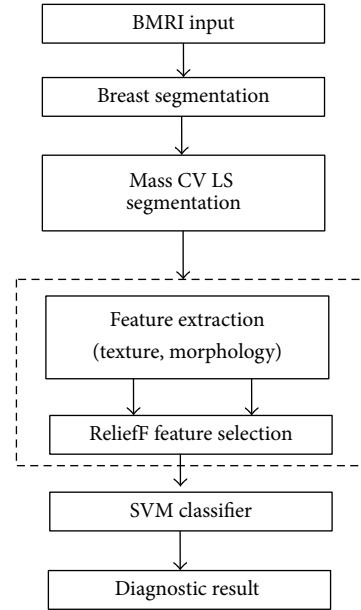 BMRI input
Breast segmentation
Mass CV LS
segmentation
Feature extraction
(texture, morphology)
ReliefF feature selection
SVM classifier
Diagnostic result